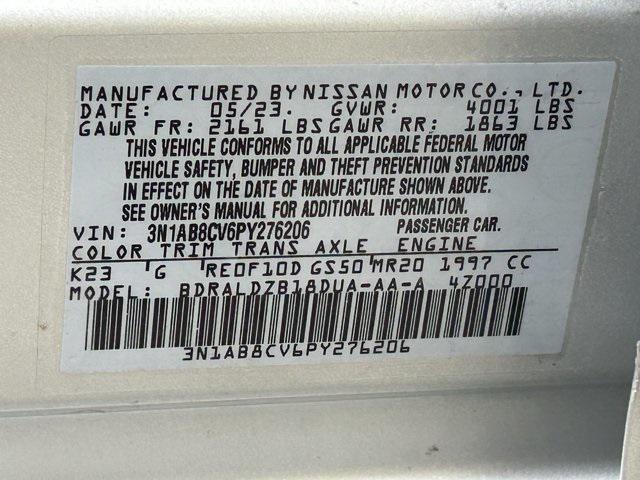 MANUFACTURED BY NISSAN MOTOR CO., LTD.
DATE: 05/23. GVWR: 4001 LBS
GAWR FR: 2161 LBS GAWR RR: 1863 LBS
THIS VEHICLE CONFORMS TO ALL APPLICABLE FEDERAL MOTOR
VEHICLE SAFETY, BUMPER AND THEFT PREVENTION STANDARDS
IN EFFECT ON THE DATE OF MANUFACTURE SHOWN ABOVE.
SEE OWNER'S MANUAL FOR ADDITIONAL INFORMATION.
VIN: 3N1AB8CV6PY276206 PASSENGER CAR.
COLOR TRIM TRANS AXLE ENGINE
K23 G RE0F10D GS50 MR20 1997 CC
MODEL: BDRALDZB18DUA-AA-A 4Z000
3N1AB8CV6PY276206